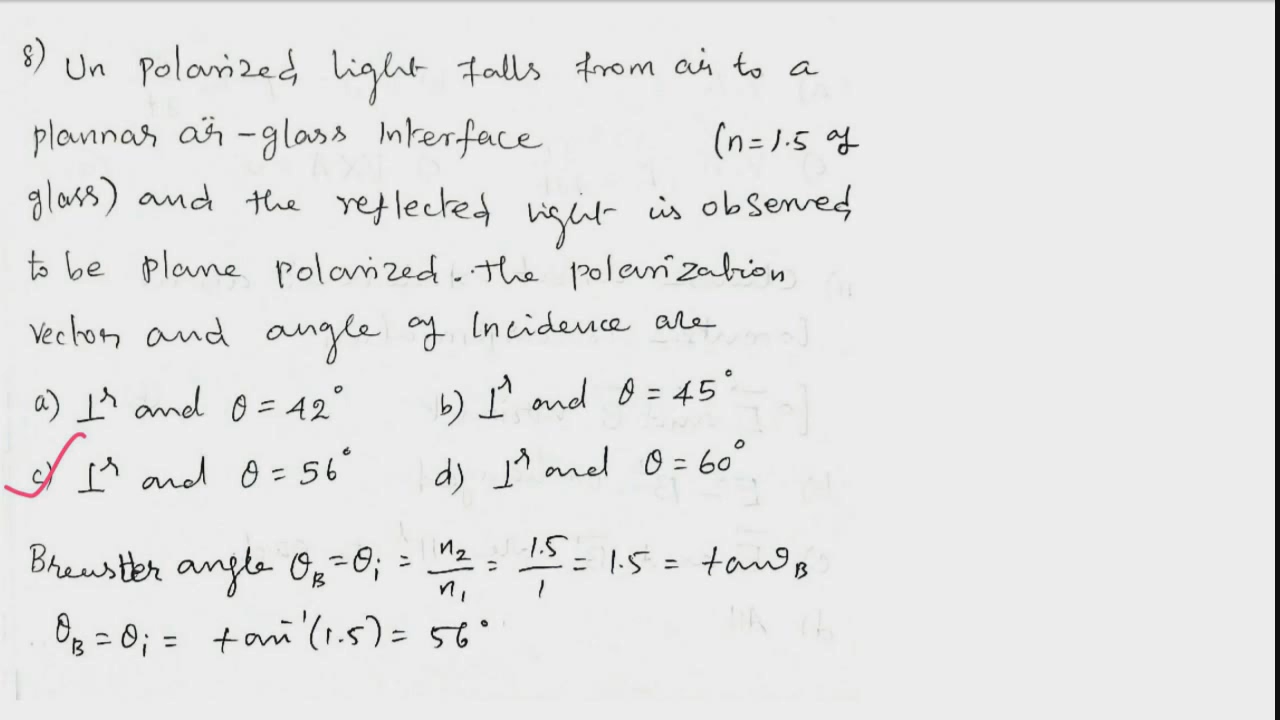 8) Un polarized light falls from air to a
plannar air-glass Interface (n=1.5 of
glass) and the reflected light is observed
to be plane polarized. the polarization
vector and angle of Incidence are
a) ⊥r and θ = 42° b) ⊥r and θ = 45°
c) ⊥r and θ = 56° d) ⊥r and θ = 60°
Brewster angle θB = θi = n2/n1 = 1.5/1 = 1.5 = tanθB
θB = θi = tan-1(1.5) = 56°